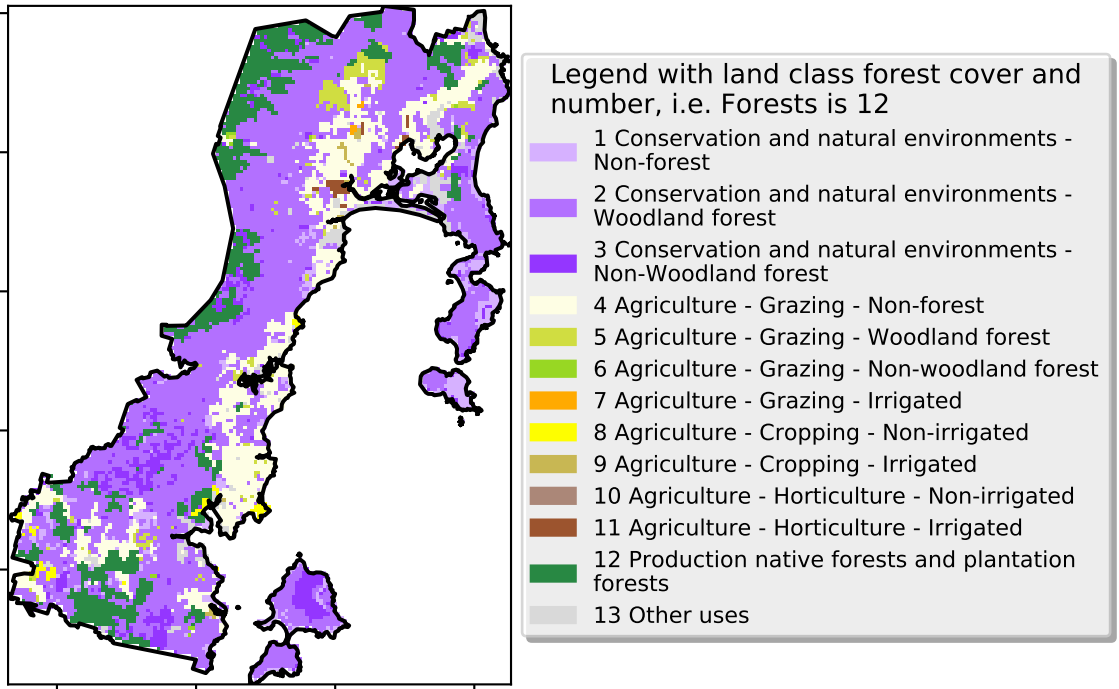 Legend with land class forest cover and
number, i.e. Forests is 12
1 Conservation and natural environments -
Non-forest
2 Conservation and natural environments -
Woodland forest
3 Conservation and natural environments -
Non-Woodland forest
4 Agriculture - Grazing - Non-forest
5 Agriculture - Grazing - Woodland forest
6 Agriculture - Grazing - Non-woodland forest
7 Agriculture - Grazing - Irrigated
8 Agriculture - Cropping - Non-irrigated
9 Agriculture - Cropping - Irrigated
10 Agriculture - Horticulture - Non-irrigated
11 Agriculture - Horticulture - Irrigated
12 Production native forests and plantation
forests
13 Other uses